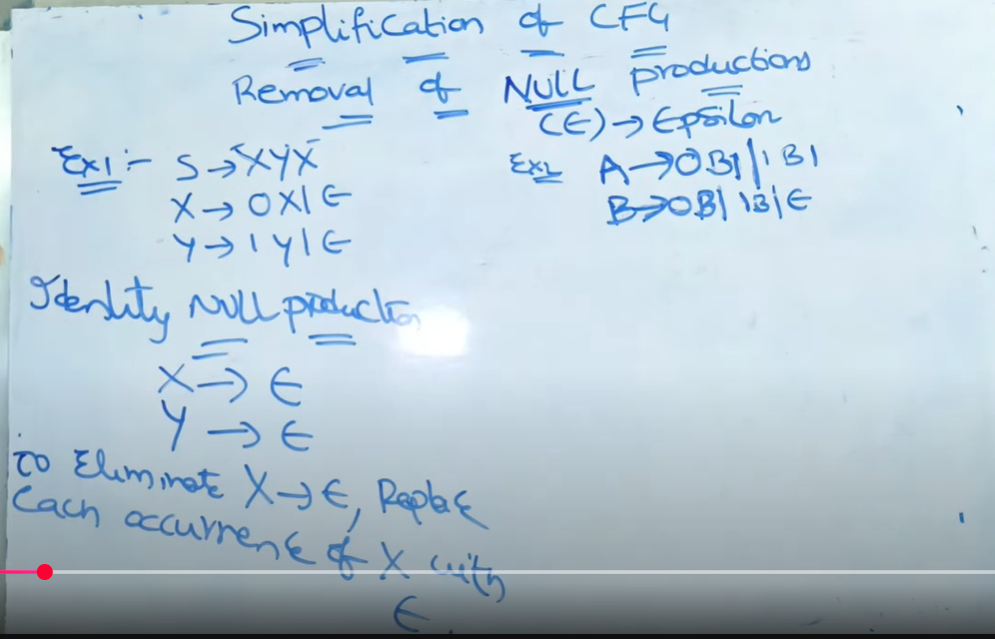 Simplification of CFG
Removal of NULL productions
(∈) → Epsilon
Ex1:- S → XYX
X → 0X|∈
Y → 1Y|∈
Ex2 A → 0B1|1B1
B → 0B|1B|∈
Identity NULL production
X → ∈
Y → ∈
To Eliminate X → ∈, Replace
Each occurrence of X with
∈.